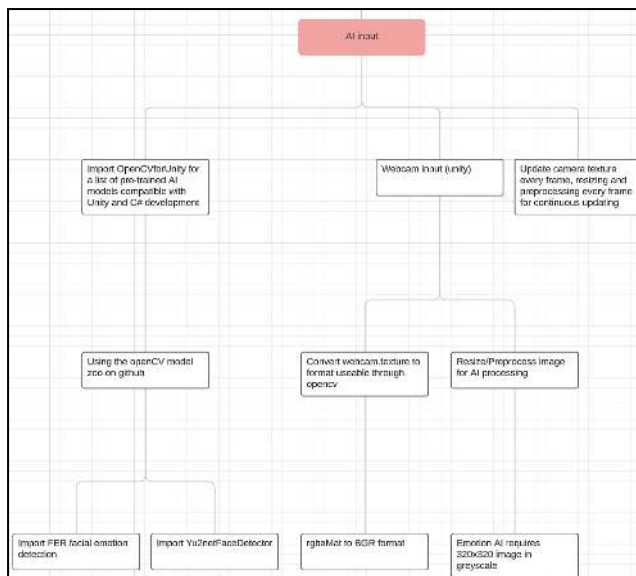 AI input
Import OpenCVforUnity for
a list of pre-trained AI
models compatible with
Unity and C# development
Webcam input (unity)
Update camera texture
every frame, resizing and
preprocessing every frame
for continuous updating
Using the openCV model
zoo on github
Convert webcam.texture to
format useable through
opencv
Resize/Preprocess image
for AI processing
Import FER facial emotion
detection
Import Yu2netFaceDetector
rgbaMat to BGR format
Emotion AI requires
320x320 image in
greyscale